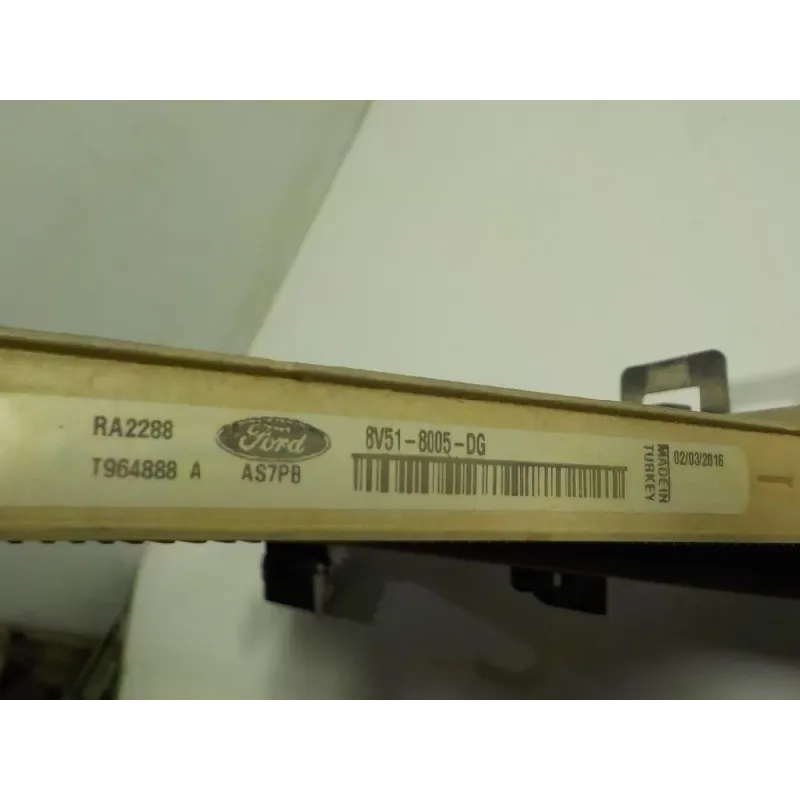 RA2288
T964888 A
Ford
AS7PB
8V51-8005-DG
MADE IN
TURKEY
02/03/2016